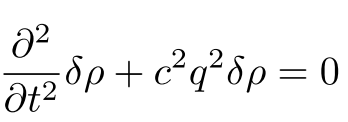 ∂²/∂t² δρ + c²q²δρ = 0